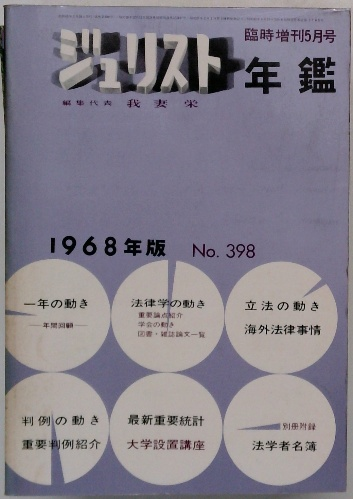 臨時増刊5月号
ジュリスト年鑑
編集代表 我妻 栄
1968年版 No. 398
一年の動き
年間回顧
法律学の動き
重要論点紹介
学会の動き
図書・雑誌論文一覧
立法の動き
海外法律事情
判例の動き
重要判例紹介
最新重要統計
大学設置講座
別冊附録
法学者名簿